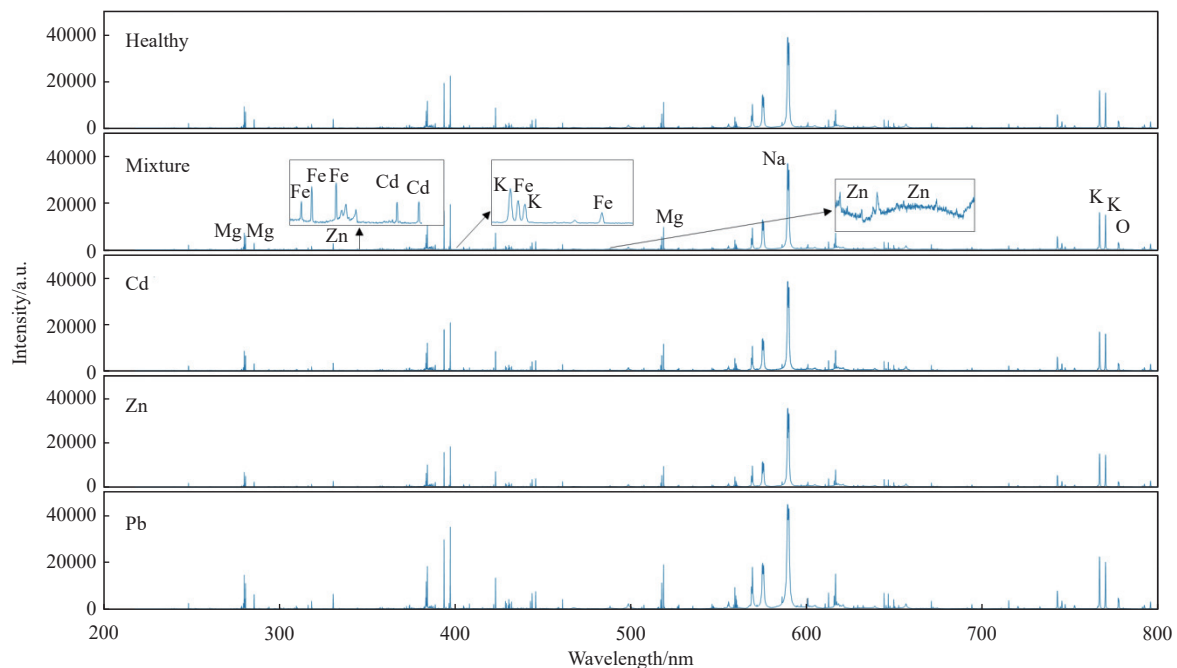 40000
Healthy
20000
0
40000
Mixture
Fe
Fe Fe
Cd
Cd
K Fe
K
Fe
Na
Zn
Zn
20000
Mg Mg
Zn
Mg
K
K
O
0
40000
Cd
20000
0
40000
Zn
20000
0
40000
Pb
20000
0
Intensity/a.u.
200
300
400
500
600
700
800
Wavelength/nm